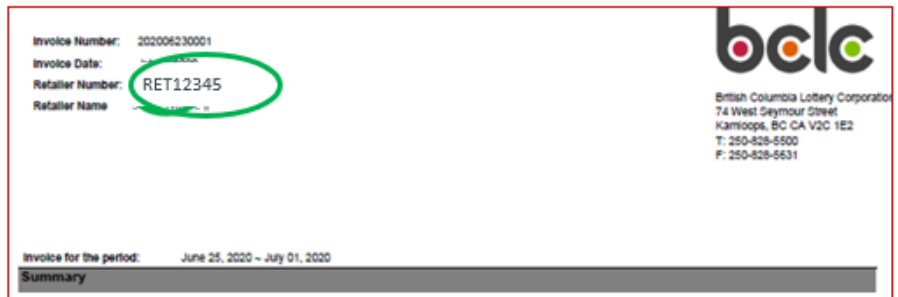 Invoice Number: 202006230001
Invoice Date:
Retailer Number: RET12345
Retailer Name
bclc
British Columbia Lottery Corporation
74 West Seymour Street
Kamloops, BC CA V2C 1E2
T: 250-828-5500
F: 250-828-5631
Invoice for the period: June 25, 2020 ~ July 01, 2020
Summary